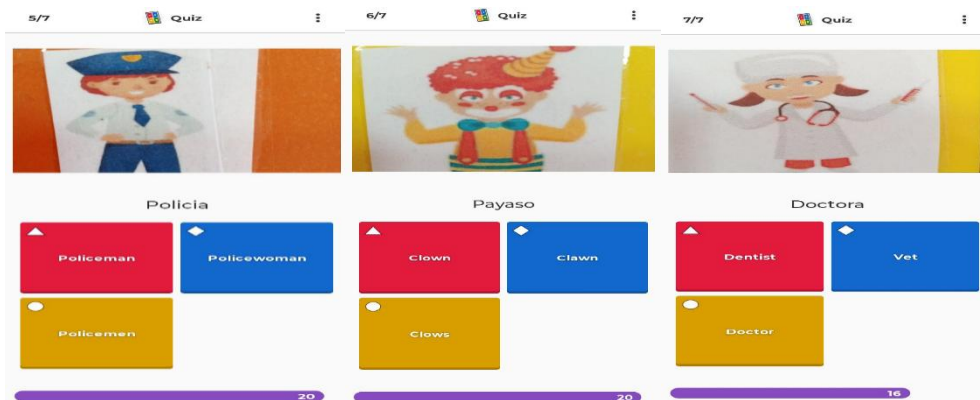 5/7 Quiz
Policia
Policeman Policewoman
Policemen
20
6/7 Quiz
Payaso
Clown Clawn
Clows
20
7/7 Quiz
Doctora
Dentist Vet
Doctor
16